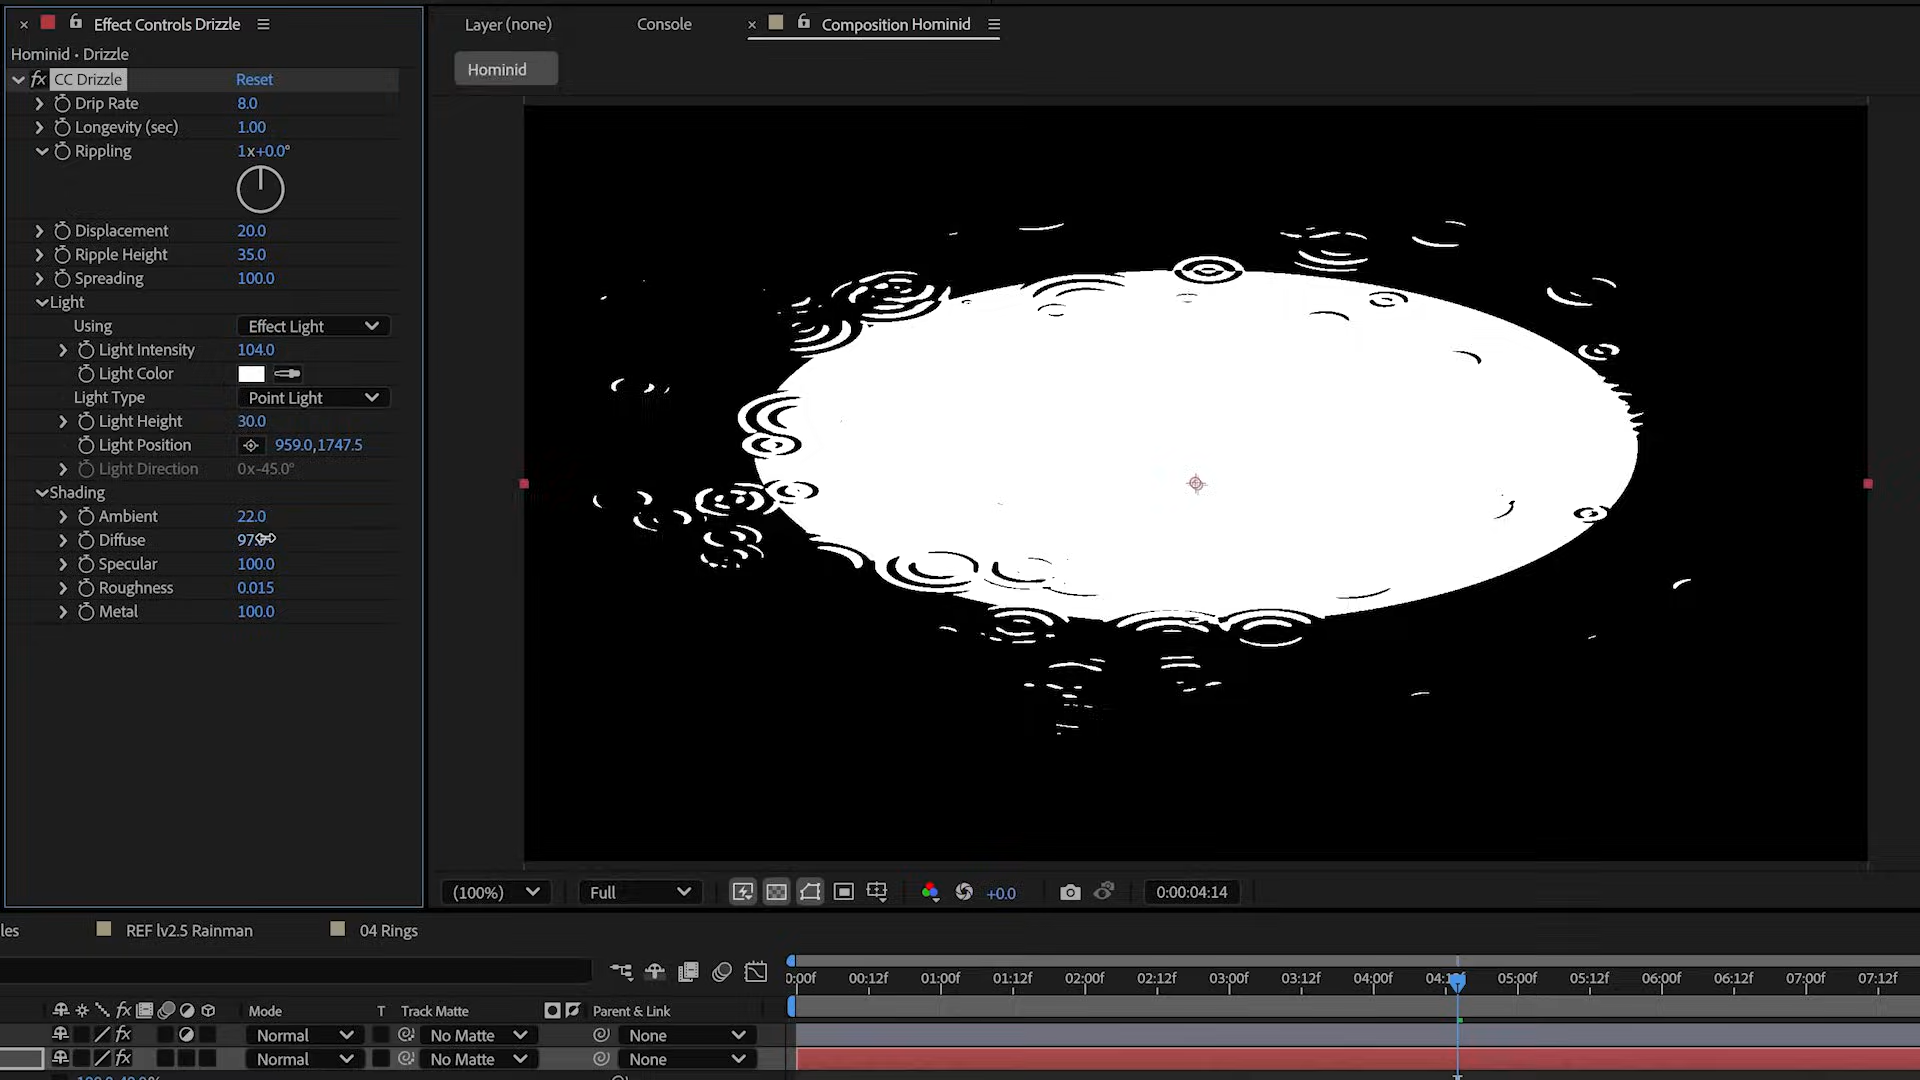 Effect Controls Drizzle
Layer (none)
Console
Composition Hominid
Hominid • Drizzle
Hominid
fx CC Drizzle Reset
Drip Rate 8.0
Longevity (sec) 1.00
Rippling 1x+0.0°
Displacement 20.0
Ripple Height 35.0
Spreading 100.0
Light
Using Effect Light
Light Intensity 104.0
Light Color
Light Type Point Light
Light Height 30.0
Light Position 959.0,1747.5
Light Direction 0x-45.0°
Shading
Ambient 22.0
Diffuse
Specular 100.0
Roughness 0.015
Metal 100.0
(100%) Full +0.0 0:00:04:14
les REF lv2.5 Rainman 04 Rings
0:00f 00:12f 01:00f 01:12f 02:00f 02:12f 03:00f 03:12f 04:00f 05:00f 05:12f 06:00f 06:12f 07:00f 07:12f
fx Mode T Track Matte Parent & Link
fx Normal No Matte None
fx Normal No Matte None